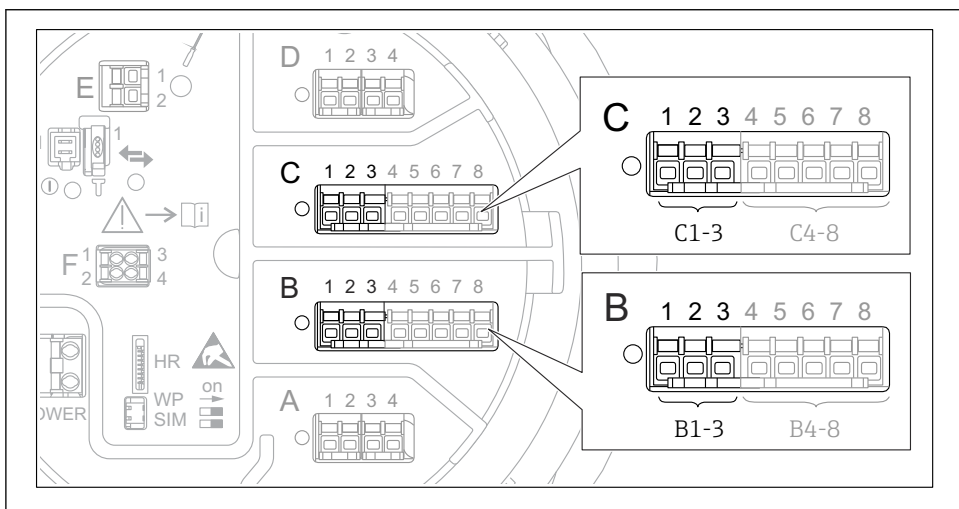 D 1 2 3 4
E 1
2
1
C 1 2 3 4 5 6 7 8
i
F 1 3
2 4
B 1 2 3 4 5 6 7 8
HR
WP on
SIM
OWER
A 1 2 3 4
C 1 2 3 4 5 6 7 8
C1-3 C4-8
B 1 2 3 4 5 6 7 8
B1-3 B4-8